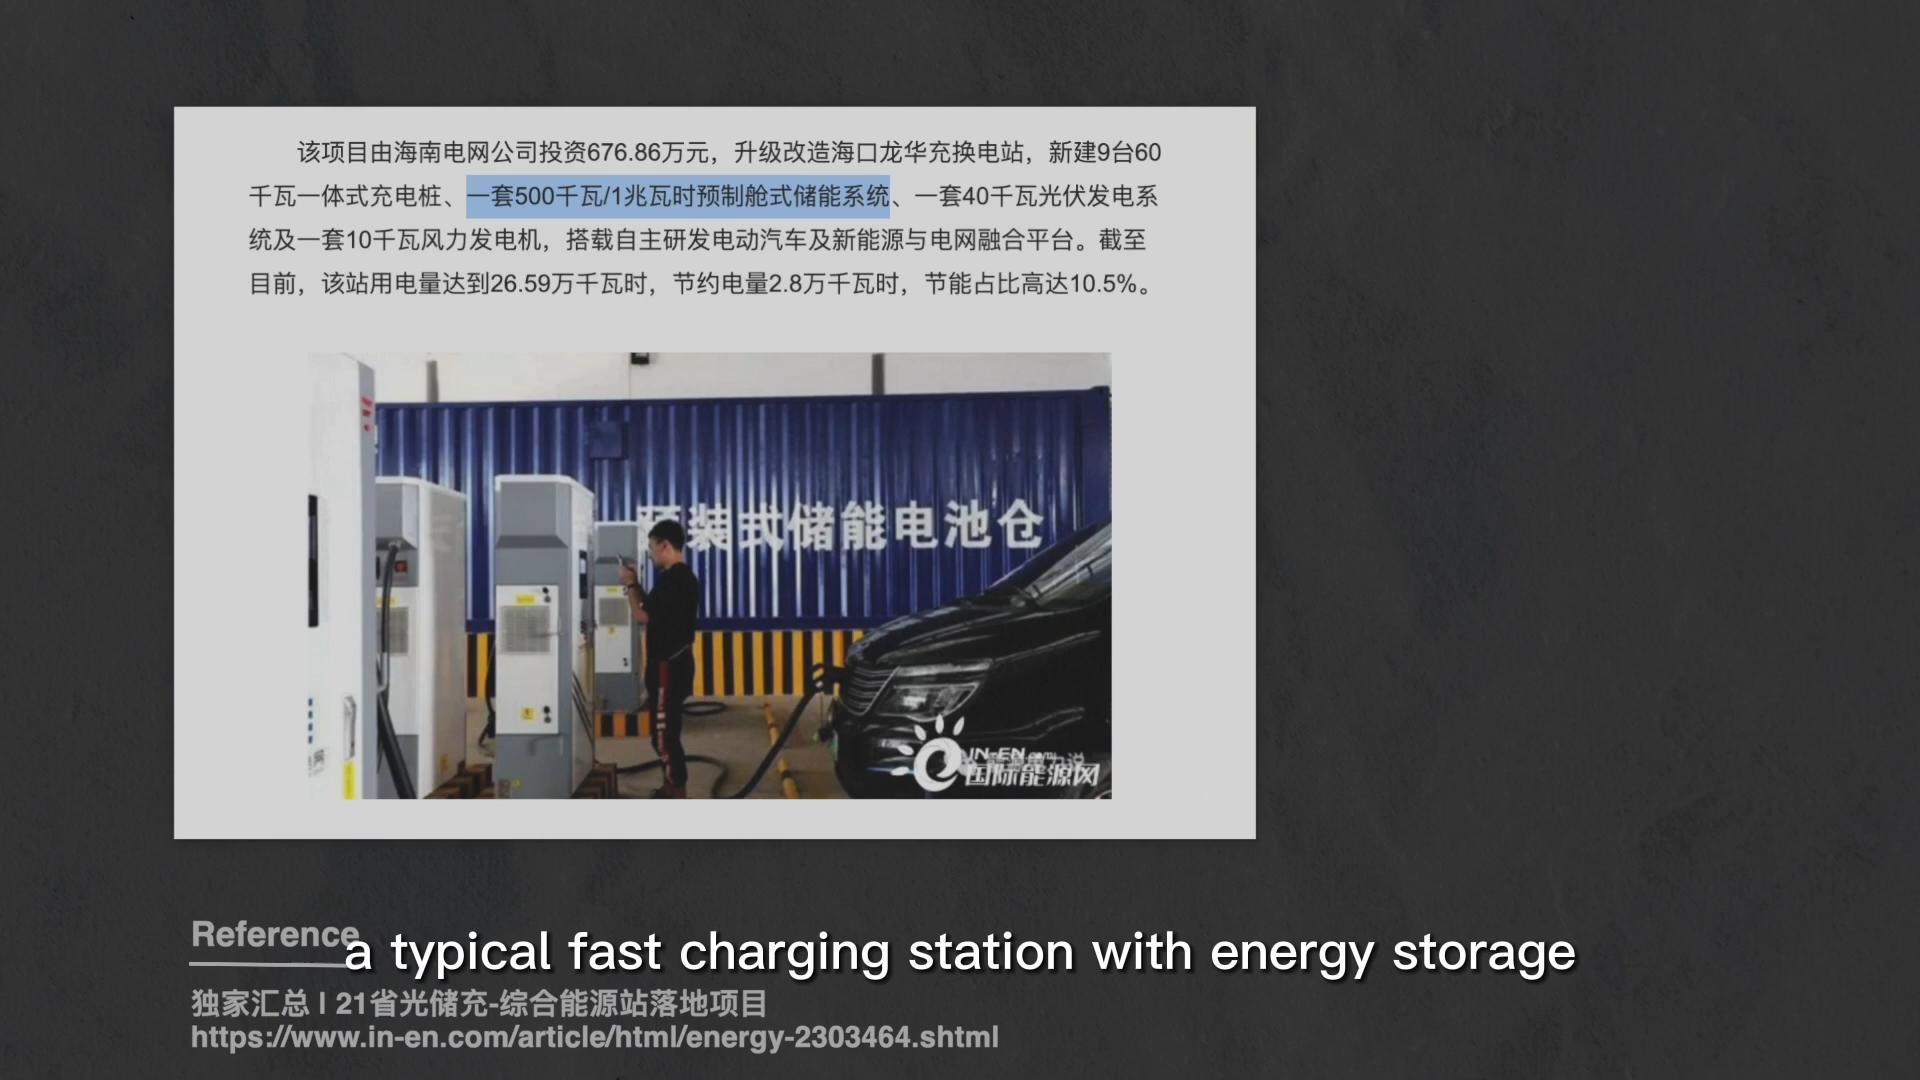 该项目由海南电网公司投资676.86万元，升级改造海口龙华充换电站，新建9台60
千瓦一体式充电桩、一套500千瓦/1兆瓦时预制舱式储能系统、一套40千瓦光伏发电系
统及一套10千瓦风力发电机，搭载自主研发电动汽车及新能源与电网融合平台。截至
目前，该站用电量达到26.59万千瓦时，节约电量2.8万千瓦时，节能占比高达10.5%。
预装式储能电池仓
IN-EN.com
国际能源网
Reference
a typical fast charging station with energy storage
独家汇总 | 21省光储充-综合能源站落地项目
https://www.in-en.com/article/html/energy-2303464.shtml